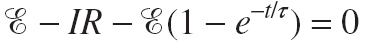 ℰ − IR − ℰ(1 − e^{−t/τ}) = 0